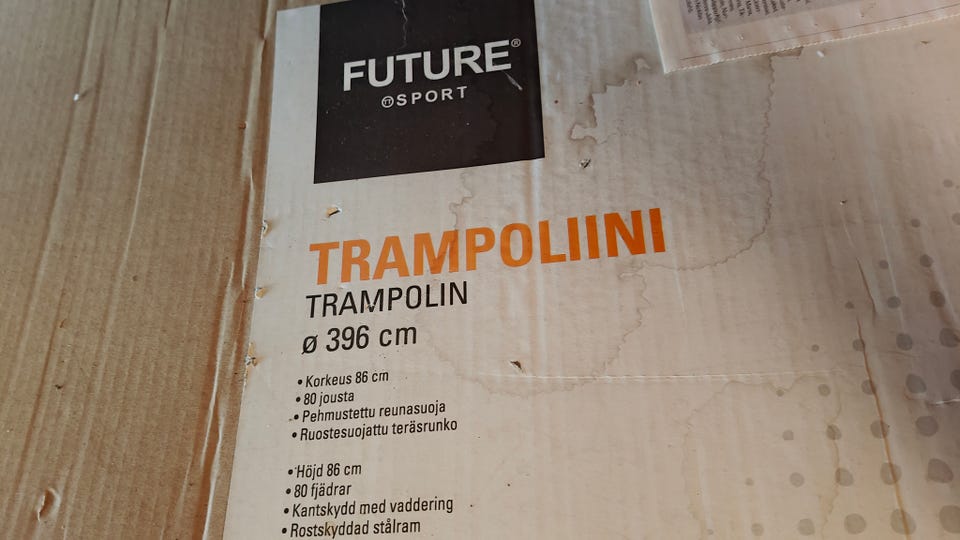 FUTURE®
SPORT
TRAMPOLIINI
TRAMPOLIN
ø 396 cm
• Korkeus 86 cm
• 80 jousta
• Pehmustettu reunasuoja
• Ruostesuojattu teräsrunko
• Höjd 86 cm
• 80 fjädrar
• Kantskydd med vaddering
• Rostskyddad stålram